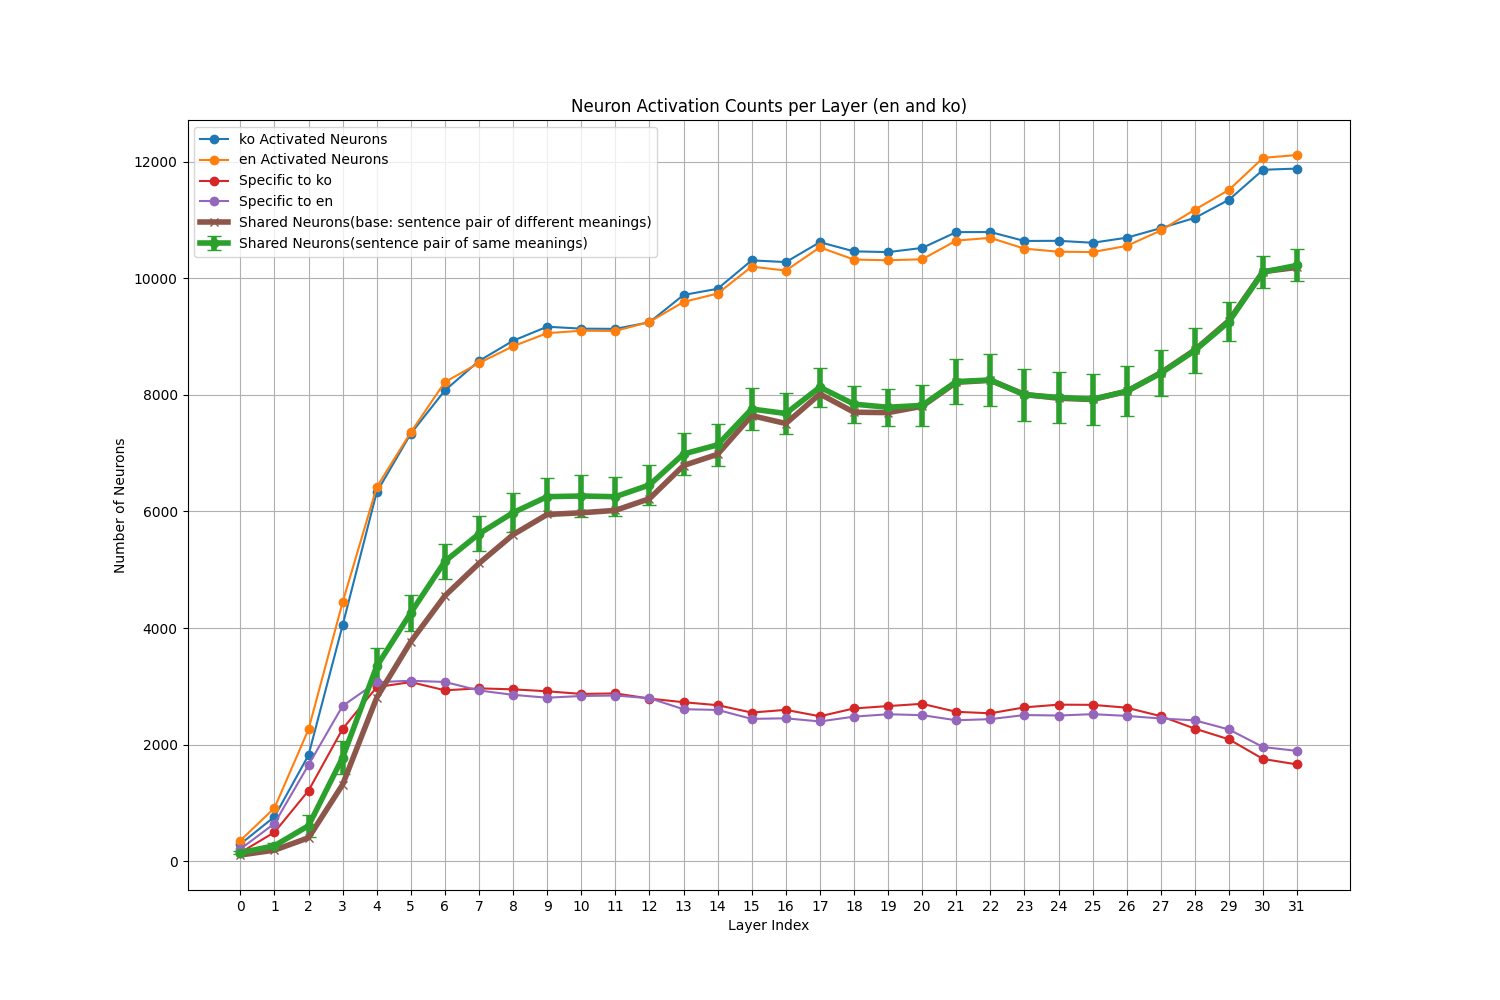 Neuron Activation Counts per Layer (en and ko)
ko Activated Neurons
en Activated Neurons
Specific to ko
Specific to en
Shared Neurons(base: sentence pair of different meanings)
Shared Neurons(sentence pair of same meanings)
12000
10000
8000
6000
4000
2000
0
Number of Neurons
0 1 2 3 4 5 6 7 8 9 10 11 12 13 14 15 16 17 18 19 20 21 22 23 24 25 26 27 28 29 30 31
Layer Index